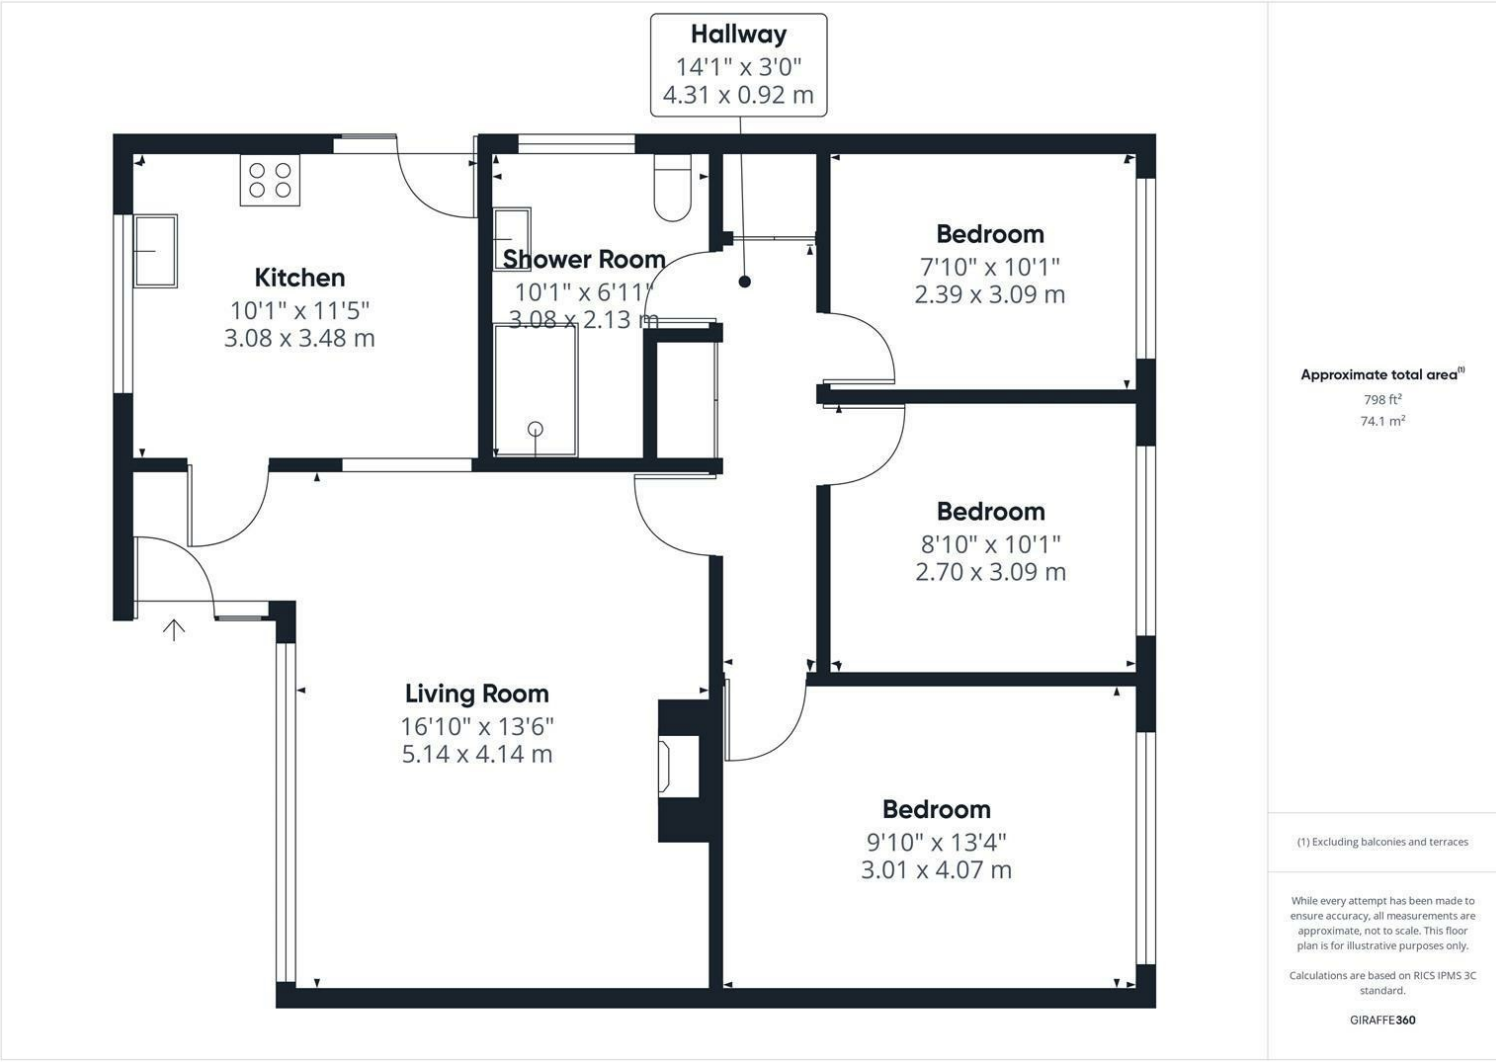 Hallway
14'1" x 3'0"
4.31 x 0.92 m
Kitchen
10'1" x 11'5"
3.08 x 3.48 m
Shower Room
10'1" x 6'11"
3.08 x 2.13 m
Bedroom
7'10" x 10'1"
2.39 x 3.09 m
Bedroom
8'10" x 10'1"
2.70 x 3.09 m
Living Room
16'10" x 13'6"
5.14 x 4.14 m
Bedroom
9'10" x 13'4"
3.01 x 4.07 m
Approximate total area⁽¹⁾
798 ft²
74.1 m²
(1) Excluding balconies and terraces
While every attempt has been made to
ensure accuracy, all measurements are
approximate, not to scale. This floor
plan is for illustrative purposes only.
Calculations are based on RICS IPMS 3C
standard.
GIRAFFE360